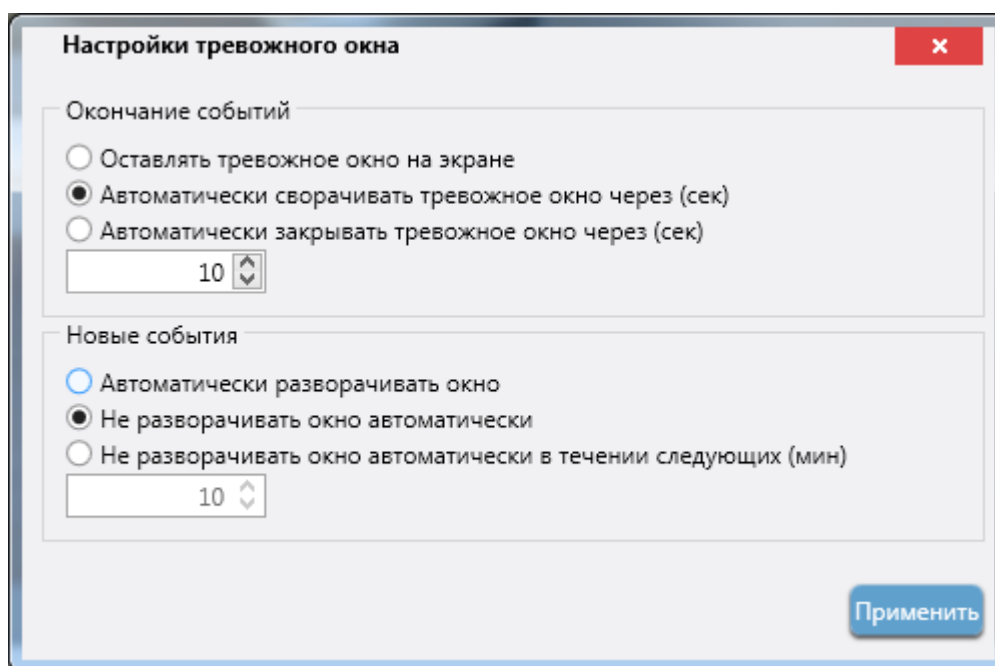 Настройки тревожного окна
Окончание событий
Оставлять тревожное окно на экране
Автоматически сворачивать тревожное окно через (сек)
Автоматически закрывать тревожное окно через (сек)
10
Новые события
Автоматически разворачивать окно
Не разворачивать окно автоматически
Не разворачивать окно автоматически в течении следующих (мин)
10
Применить